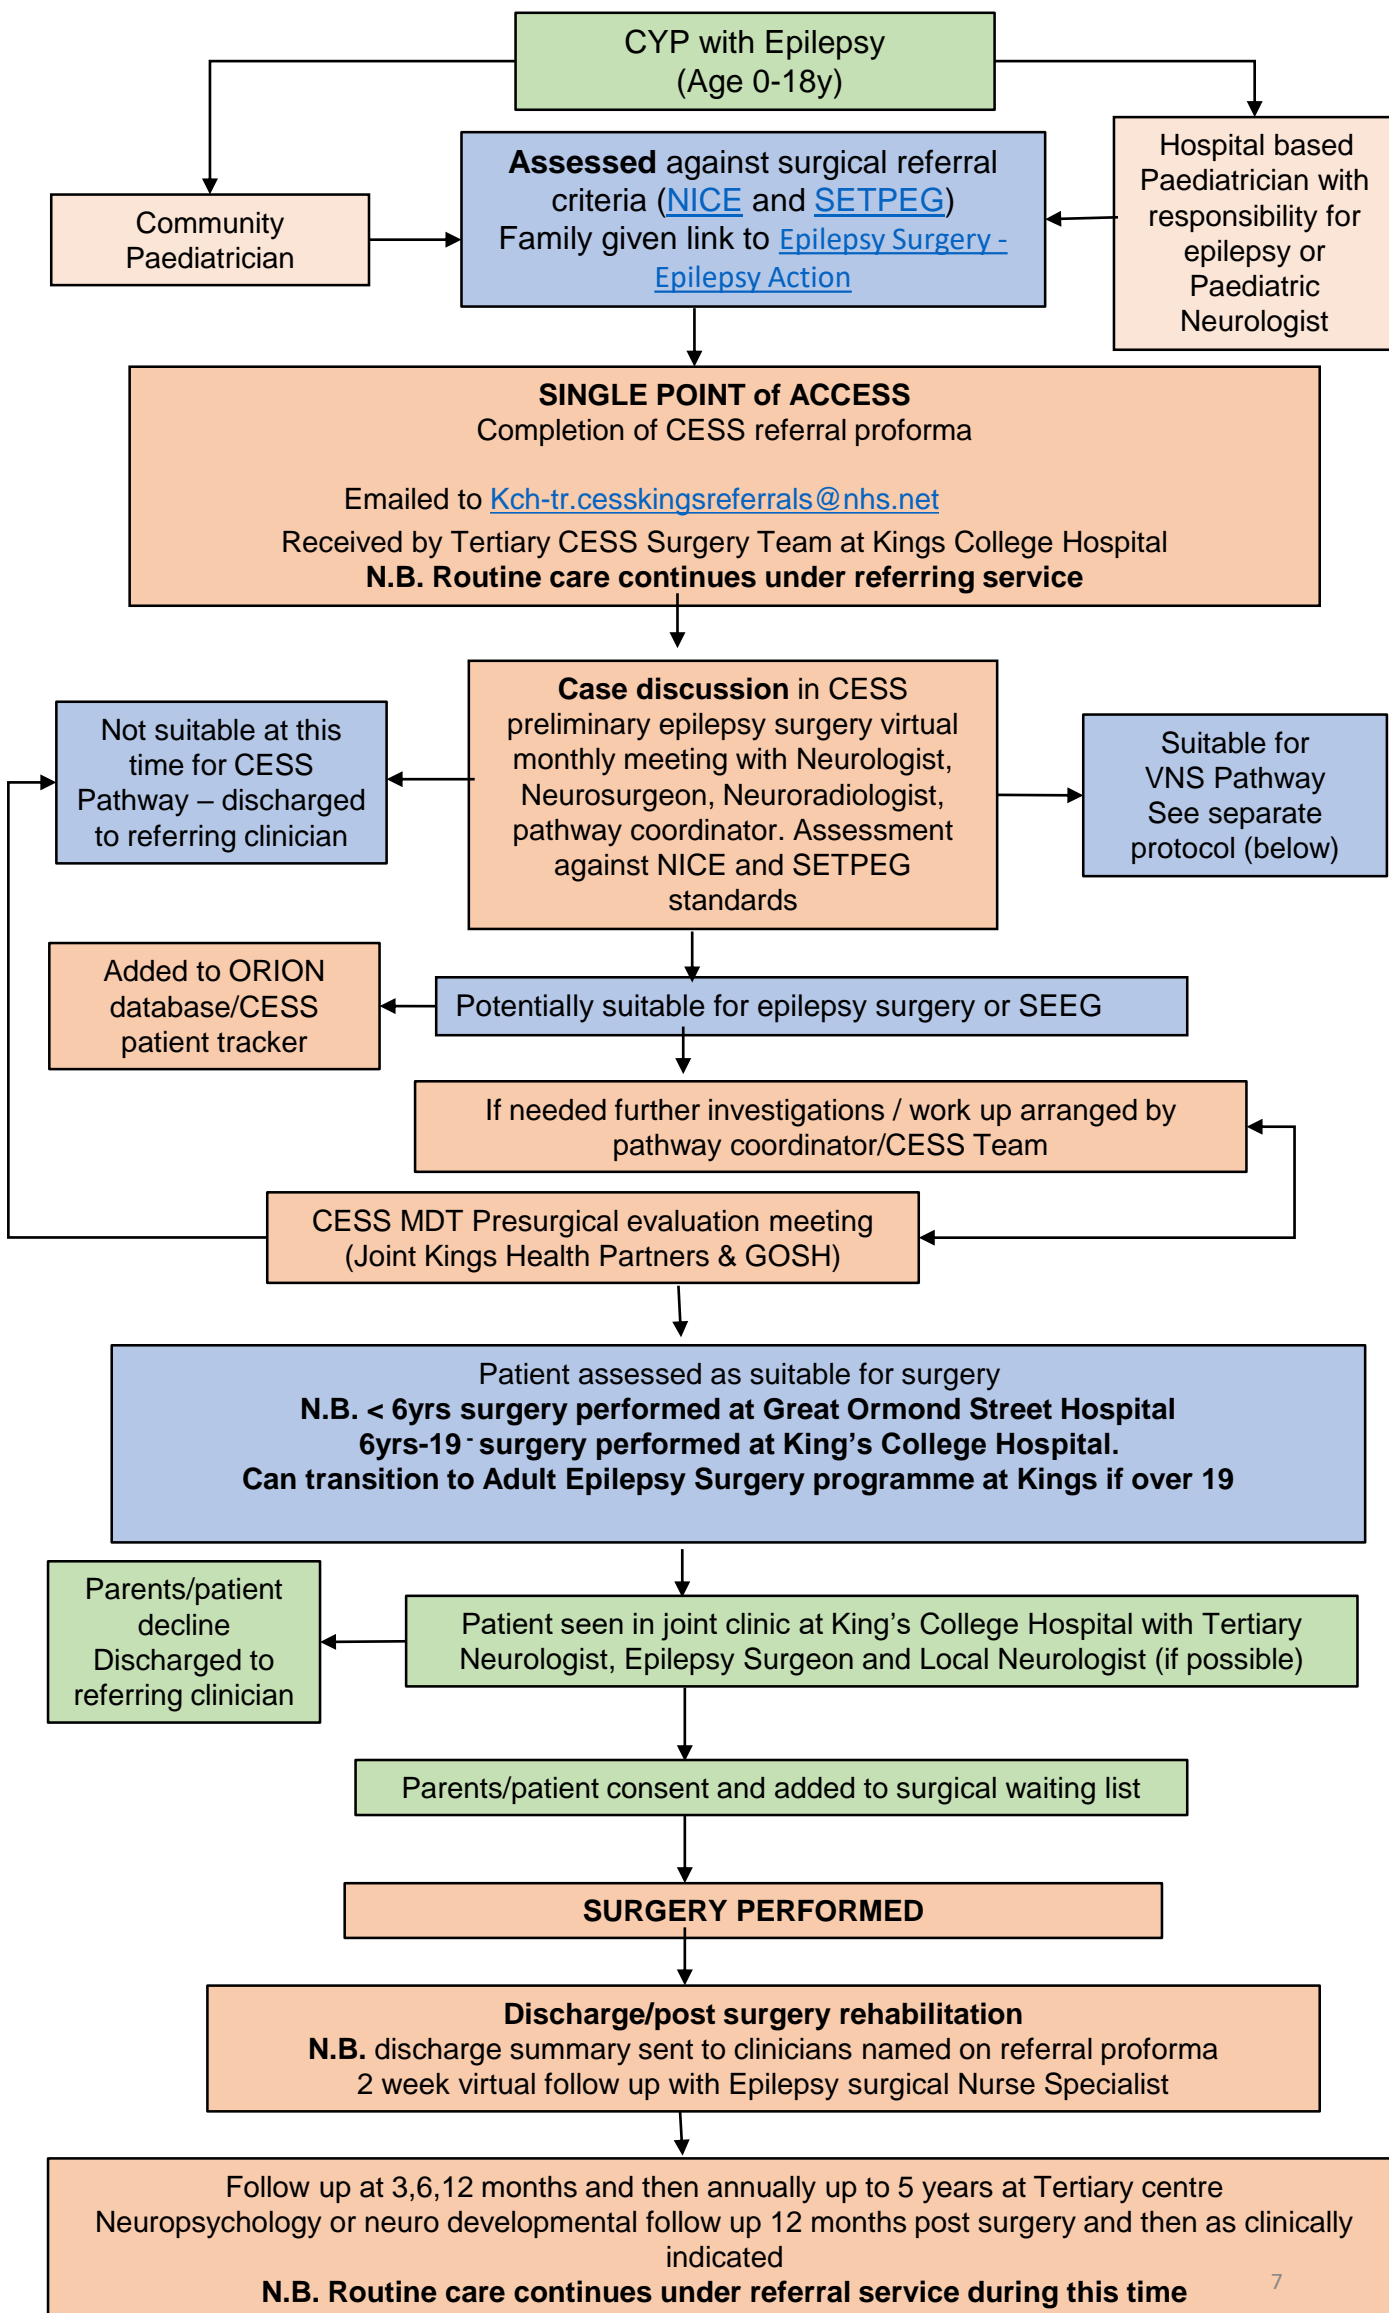 CYP with Epilepsy
(Age 0-18y)
Community
Paediatrician
Assessed against surgical referral
criteria (NICE and SETPEG)
Family given link to Epilepsy Surgery -
Epilepsy Action
Hospital based
Paediatrician with
responsibility for
epilepsy or
Paediatric
Neurologist
SINGLE POINT of ACCESS
Completion of CESS referral proforma
Emailed to Kch-tr.cesskingsreferrals@nhs.net
Received by Tertiary CESS Surgery Team at Kings College Hospital
N.B. Routine care continues under referring service
Not suitable at this
time for CESS
Pathway – discharged
to referring clinician
Case discussion in CESS
preliminary epilepsy surgery virtual
monthly meeting with Neurologist,
Neurosurgeon, Neuroradiologist,
pathway coordinator. Assessment
against NICE and SETPEG
standards
Suitable for
VNS Pathway
See separate
protocol (below)
Added to ORION
database/CESS
patient tracker
Potentially suitable for epilepsy surgery or SEEG
If needed further investigations / work up arranged by
pathway coordinator/CESS Team
CESS MDT Presurgical evaluation meeting
(Joint Kings Health Partners & GOSH)
Patient assessed as suitable for surgery
N.B. < 6yrs surgery performed at Great Ormond Street Hospital
6yrs-19 - surgery performed at King's College Hospital.
Can transition to Adult Epilepsy Surgery programme at Kings if over 19
Parents/patient
decline
Discharged to
referring clinician
Patient seen in joint clinic at King's College Hospital with Tertiary
Neurologist, Epilepsy Surgeon and Local Neurologist (if possible)
Parents/patient consent and added to surgical waiting list
SURGERY PERFORMED
Discharge/post surgery rehabilitation
N.B. discharge summary sent to clinicians named on referral proforma
2 week virtual follow up with Epilepsy surgical Nurse Specialist
Follow up at 3,6,12 months and then annually up to 5 years at Tertiary centre
Neuropsychology or neuro developmental follow up 12 months post surgery and then as clinically
indicated
N.B. Routine care continues under referral service during this time
7